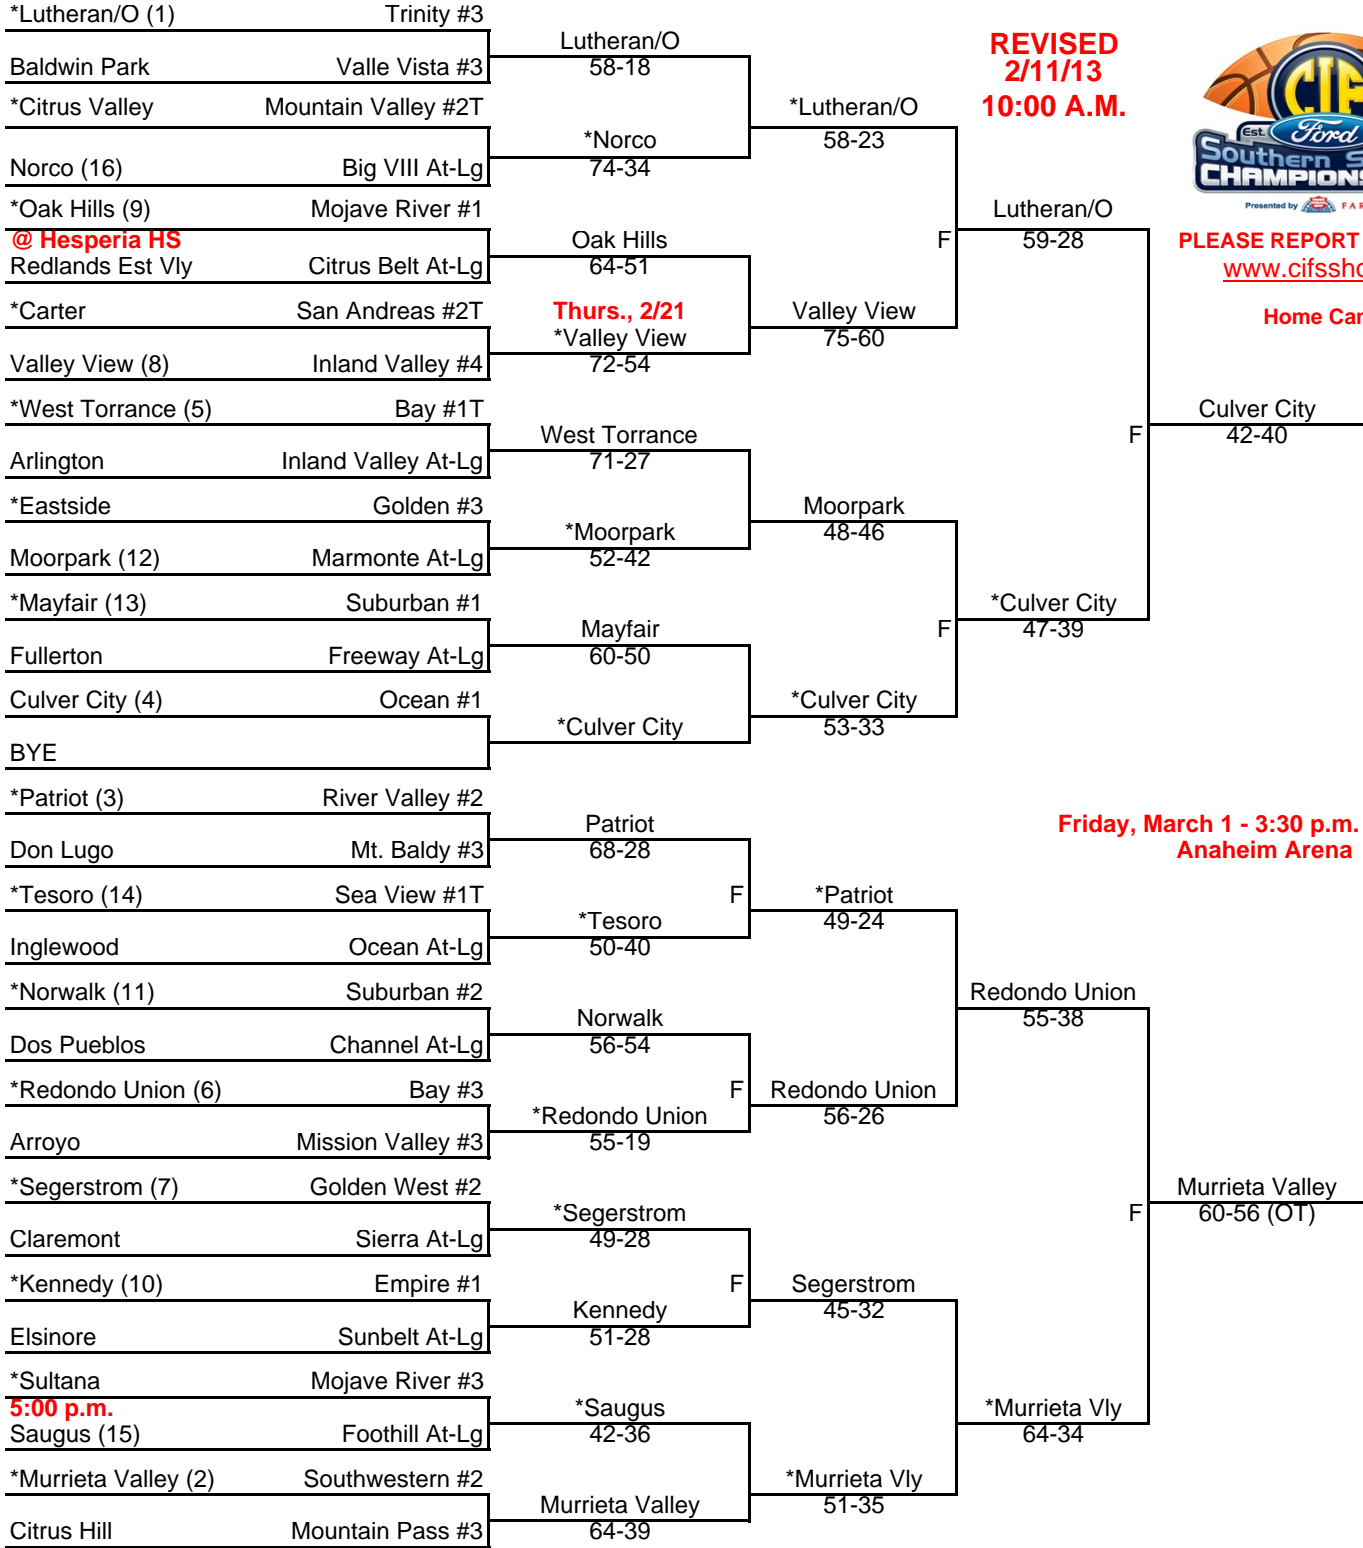 *Lutheran/O (1) Trinity #3
Baldwin Park Valle Vista #3
*Citrus Valley Mountain Valley #2T
Norco (16) Big VIII At-Lg
*Oak Hills (9) Mojave River #1
@ Hesperia HS
Redlands Est Vly Citrus Belt At-Lg
*Carter San Andreas #2T
Valley View (8) Inland Valley #4
*West Torrance (5) Bay #1T
Arlington Inland Valley At-Lg
*Eastside Golden #3
Moorpark (12) Marmonte At-Lg
*Mayfair (13) Suburban #1
Fullerton Freeway At-Lg
Culver City (4) Ocean #1
BYE
*Patriot (3) River Valley #2
Don Lugo Mt. Baldy #3
*Tesoro (14) Sea View #1T
Inglewood Ocean At-Lg
*Norwalk (11) Suburban #2
Dos Pueblos Channel At-Lg
*Redondo Union (6) Bay #3
Arroyo Mission Valley #3
*Segerstrom (7) Golden West #2
Claremont Sierra At-Lg
*Kennedy (10) Empire #1
Elsinore Sunbelt At-Lg
*Sultana Mojave River #3
5:00 p.m.
Saugus (15) Foothill At-Lg
*Murrieta Valley (2) Southwestern #2
Citrus Hill Mountain Pass #3
Lutheran/O
58-18
*Norco
74-34
Oak Hills
64-51
Thurs., 2/21
*Valley View
72-54
West Torrance
71-27
*Moorpark
52-42
Mayfair
60-50
*Culver City
Patriot
68-28
F
*Tesoro
50-40
Norwalk
56-54
F
*Redondo Union
55-19
*Segerstrom
49-28
F
Kennedy
51-28
*Saugus
42-36
Murrieta Valley
64-39
*Lutheran/O
58-23
F
Valley View
75-60
Moorpark
48-46
F
*Culver City
53-33
*Patriot
49-24
Redondo Union
56-26
Segerstrom
45-32
*Murrieta Vly
51-35
REVISED
2/11/13
10:00 A.M.
Lutheran/O
59-28
F
*Culver City
47-39
Redondo Union
55-38
F
*Murrieta Vly
64-34
CIF
Est. Ford
Southern S
CHAMPIONS
Presented by FAR
PLEASE REPORT
www.cifssho
Home Can
Culver City
42-40
Friday, March 1 - 3:30 p.m.
Anaheim Arena
Murrieta Valley
60-56 (OT)